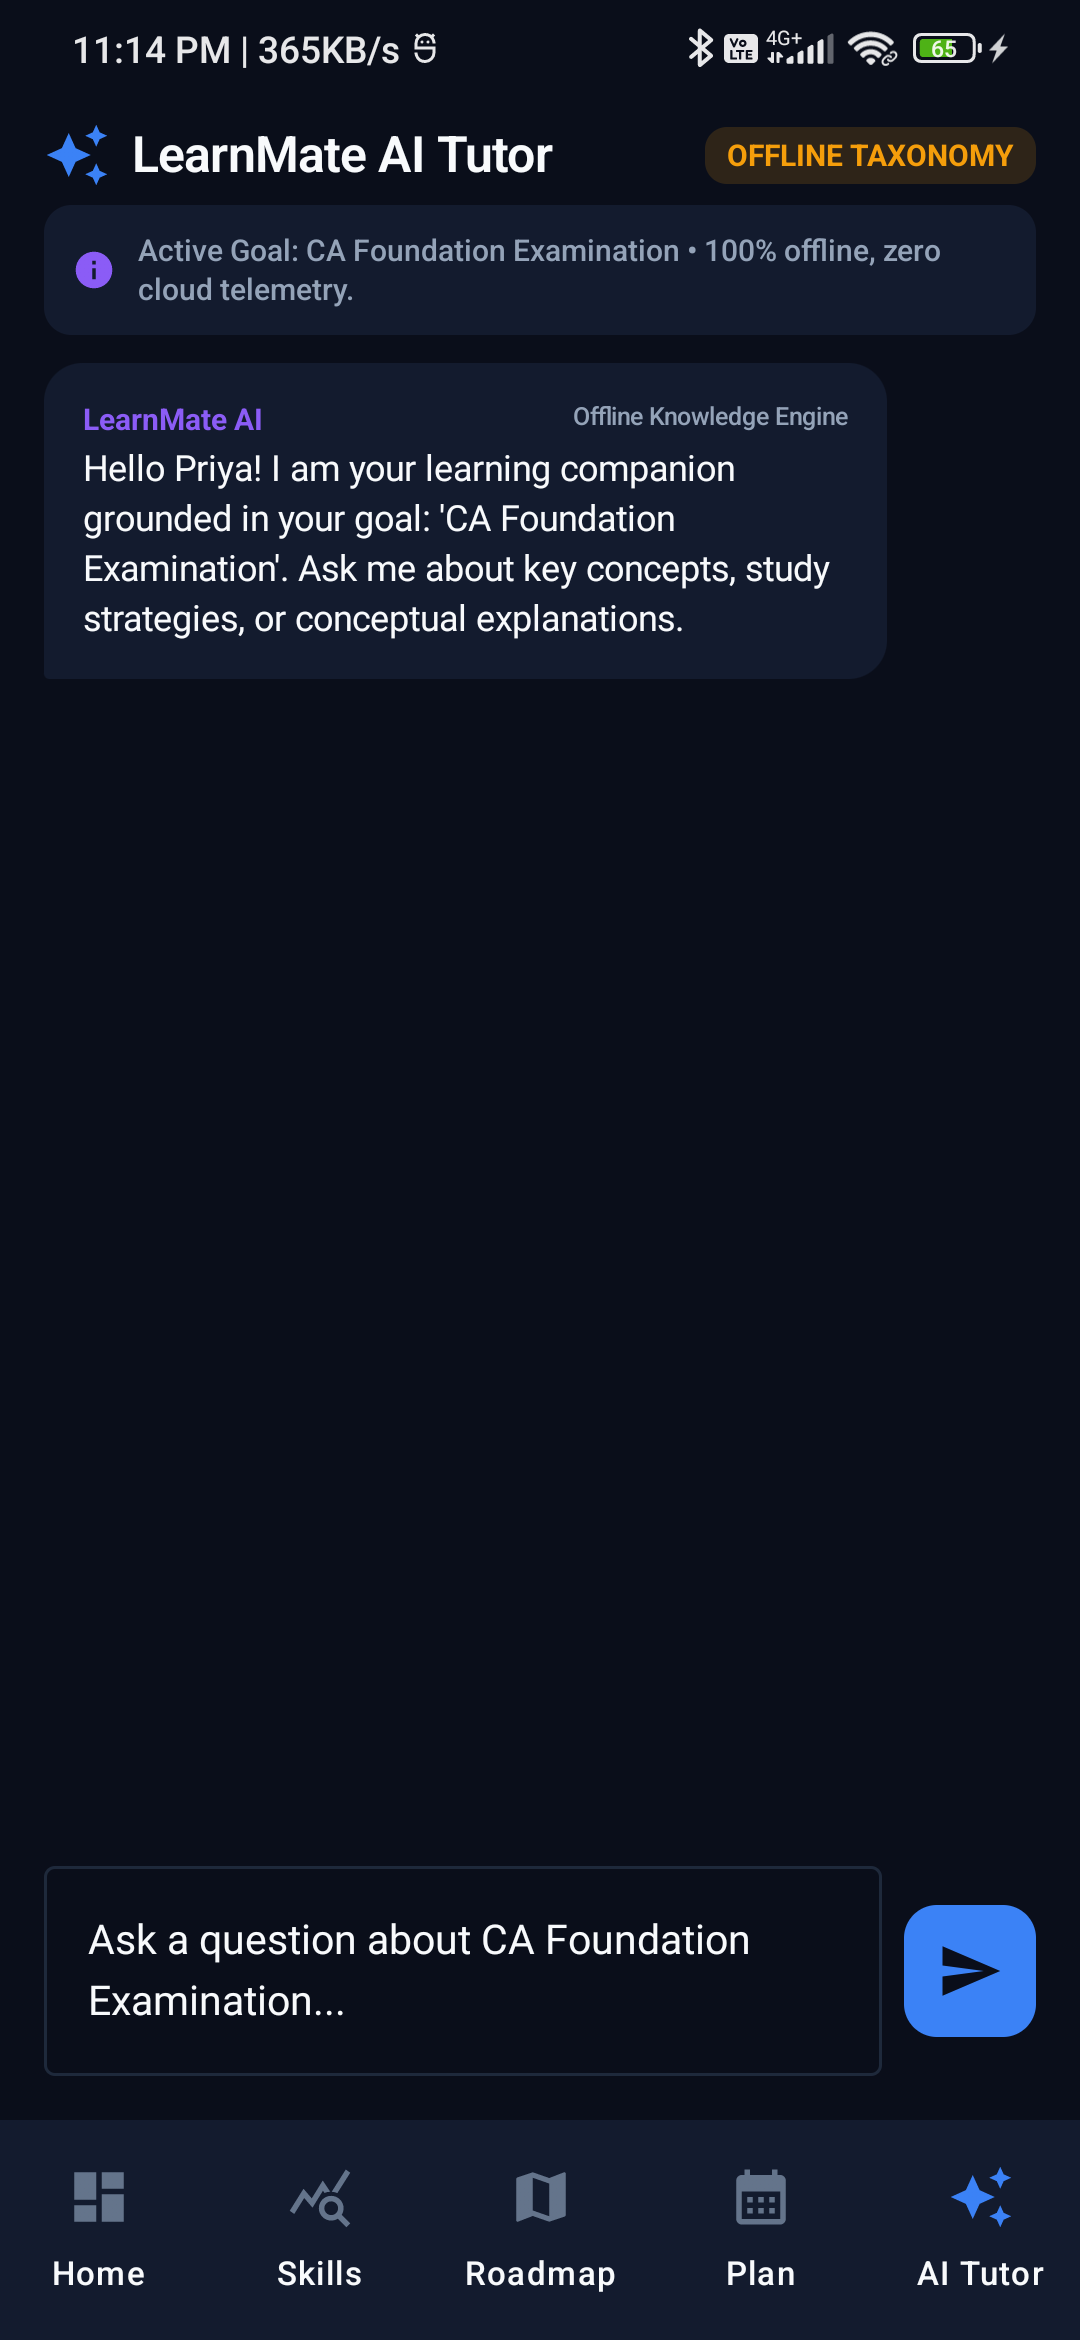 11:14 PM | 365KB/s
Vo LTE 4G+ 65
LearnMate AI Tutor
OFFLINE TAXONOMY
Active Goal: CA Foundation Examination • 100% offline, zero
cloud telemetry.
LearnMate AI
Offline Knowledge Engine
Hello Priya! I am your learning companion
grounded in your goal: 'CA Foundation
Examination'. Ask me about key concepts, study
strategies, or conceptual explanations.
Ask a question about CA Foundation
Examination...
Home
Skills
Roadmap
Plan
AI Tutor